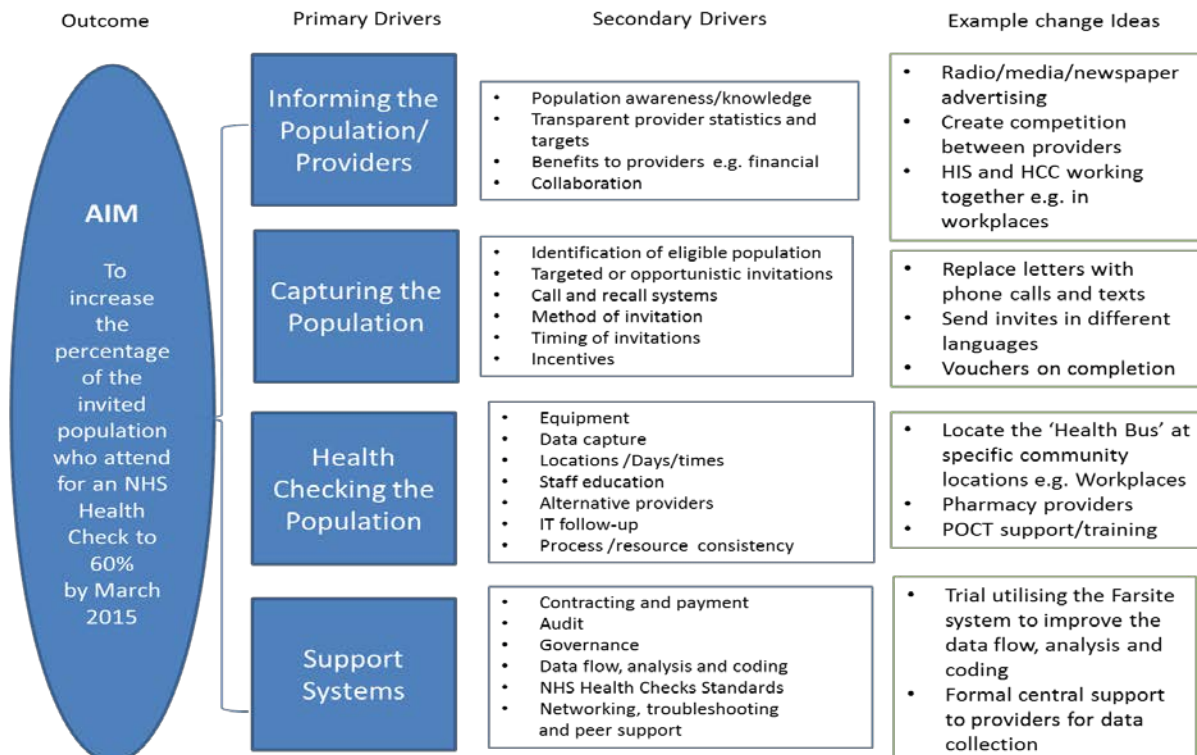 Outcome
Primary Drivers
Secondary Drivers
Example change Ideas
AIM
To
increase
the
percentage
of the
invited
population
who attend
for an NHS
Health
Check to
60%
by March
2015
Informing the
Population/
Providers
• Population awareness/knowledge
• Transparent provider statistics and
targets
• Benefits to providers e.g. financial
• Collaboration
• Radio/media/newspaper
advertising
• Create competition
between providers
• HIS and HCC working
together e.g. in
workplaces
Capturing the
Population
• Identification of eligible population
• Targeted or opportunistic invitations
• Call and recall systems
• Method of invitation
• Timing of invitations
• Incentives
• Replace letters with
phone calls and texts
• Send invites in different
languages
• Vouchers on completion
Health
Checking the
Population
• Equipment
• Data capture
• Locations /Days/times
• Staff education
• Alternative providers
• IT follow-up
• Process /resource consistency
• Locate the ‘Health Bus’ at
specific community
locations e.g. Workplaces
• Pharmacy providers
• POCT support/training
Support
Systems
• Contracting and payment
• Audit
• Governance
• Data flow, analysis and coding
• NHS Health Checks Standards
• Networking, troubleshooting
and peer support
• Trial utilising the Farsite
system to improve the
data flow, analysis and
coding
• Formal central support
to providers for data
collection